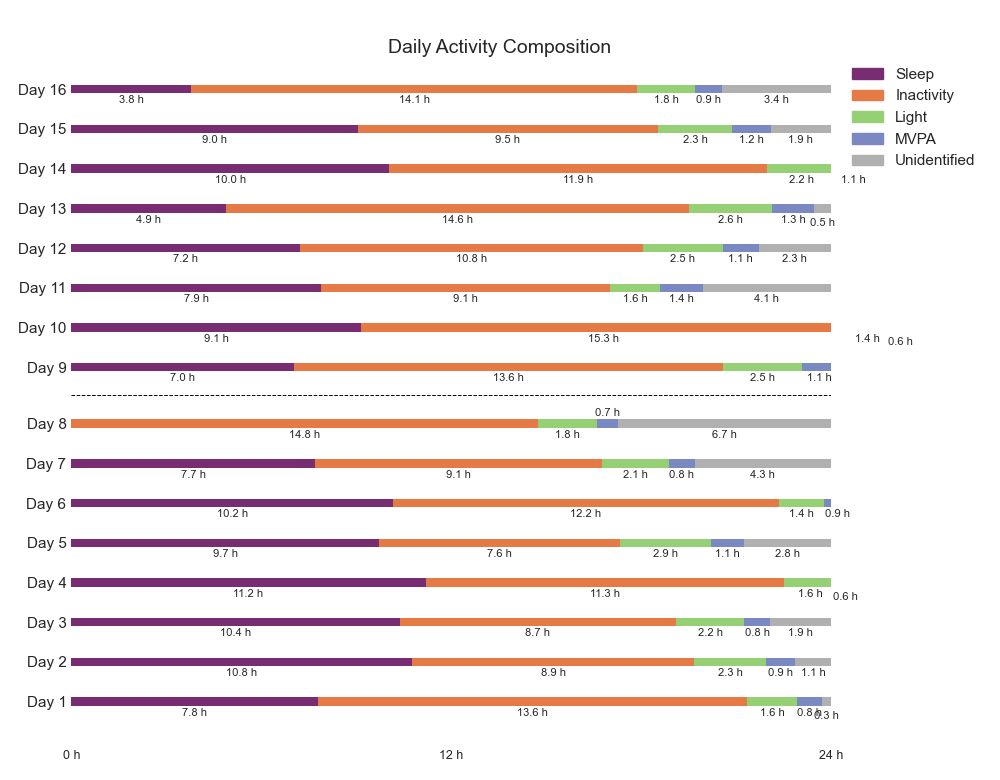 Daily Activity Composition
Sleep
Inactivity
Light
MVPA
Unidentified
Day 16
3.8 h 14.1 h 1.8 h 0.9 h 3.4 h
Day 15
9.0 h 9.5 h 2.3 h 1.2 h 1.9 h
Day 14
10.0 h 11.9 h 2.2 h 1.1 h
Day 13
4.9 h 14.6 h 2.6 h 1.3 h 0.5 h
Day 12
7.2 h 10.8 h 2.5 h 1.1 h 2.3 h
Day 11
7.9 h 9.1 h 1.6 h 1.4 h 4.1 h
Day 10
9.1 h 15.3 h 1.4 h 0.6 h
Day 9
7.0 h 13.6 h 2.5 h 1.1 h
0.7 h
Day 8
14.8 h 1.8 h 6.7 h
Day 7
7.7 h 9.1 h 2.1 h 0.8 h 4.3 h
Day 6
10.2 h 12.2 h 1.4 h 0.9 h
Day 5
9.7 h 7.6 h 2.9 h 1.1 h 2.8 h
Day 4
11.2 h 11.3 h 1.6 h 0.6 h
Day 3
10.4 h 8.7 h 2.2 h 0.8 h 1.9 h
Day 2
10.8 h 8.9 h 2.3 h 0.9 h 1.1 h
Day 1
7.8 h 13.6 h 1.6 h 0.8 h 0.3 h
0 h 12 h 24 h